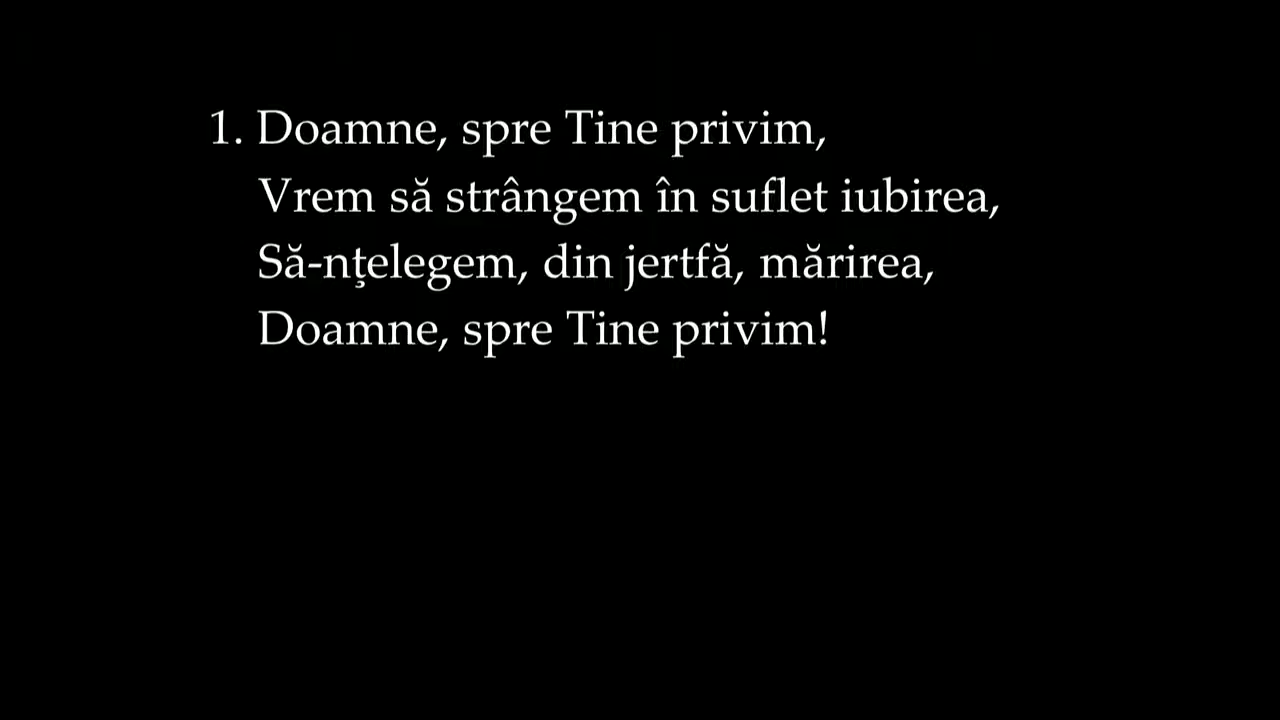 1. Doamne, spre Tine privim,
Vrem să strângem în suflet iubirea,
Să-nţelegem, din jertfă, mărirea,
Doamne, spre Tine privim!